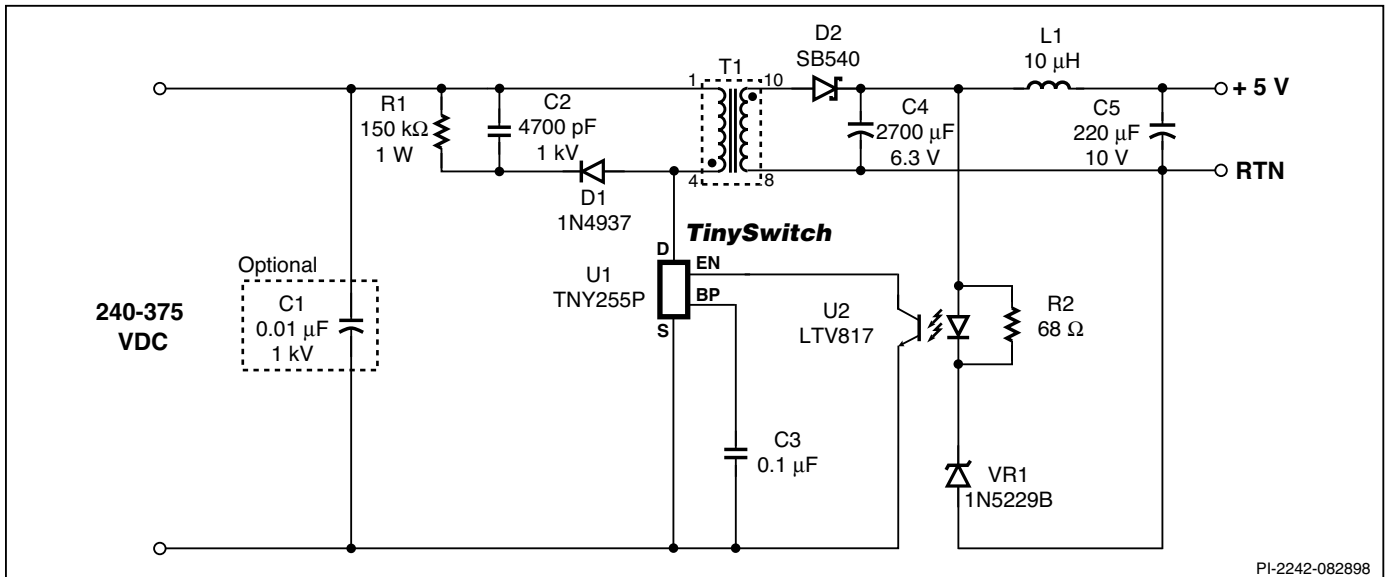 D2
SB540
L1
10 µH
T1
1
10
+ 5 V
R1
150 kΩ
1 W
C2
4700 pF
1 kV
C4
2700 µF
6.3 V
C5
220 µF
10 V
4
8
RTN
D1
1N4937
TinySwitch
D
EN
BP
S
U1
TNY255P
Optional
C1
0.01 µF
1 kV
240-375
VDC
U2
LTV817
R2
68 Ω
C3
0.1 µF
VR1
1N5229B
PI-2242-082898